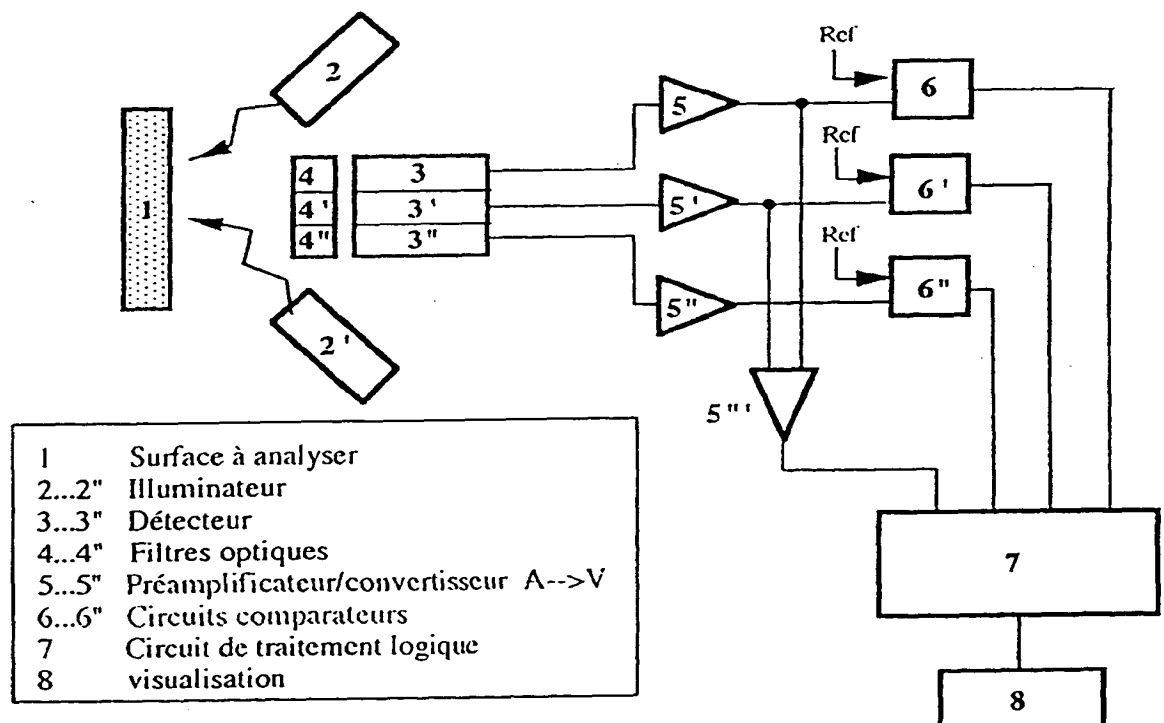 2
Ref
5
6
1
4
3
Ref
4'
3'
5'
6'
4"
3"
Ref
5"
6"
2'
5"'
1 Surface à analyser
2...2" Illuminateur
3...3" Détecteur
4...4" Filtres optiques
5...5" Préamplificateur/convertisseur A-->V
6...6" Circuits comparateurs
7 Circuit de traitement logique
8 visualisation
7
8